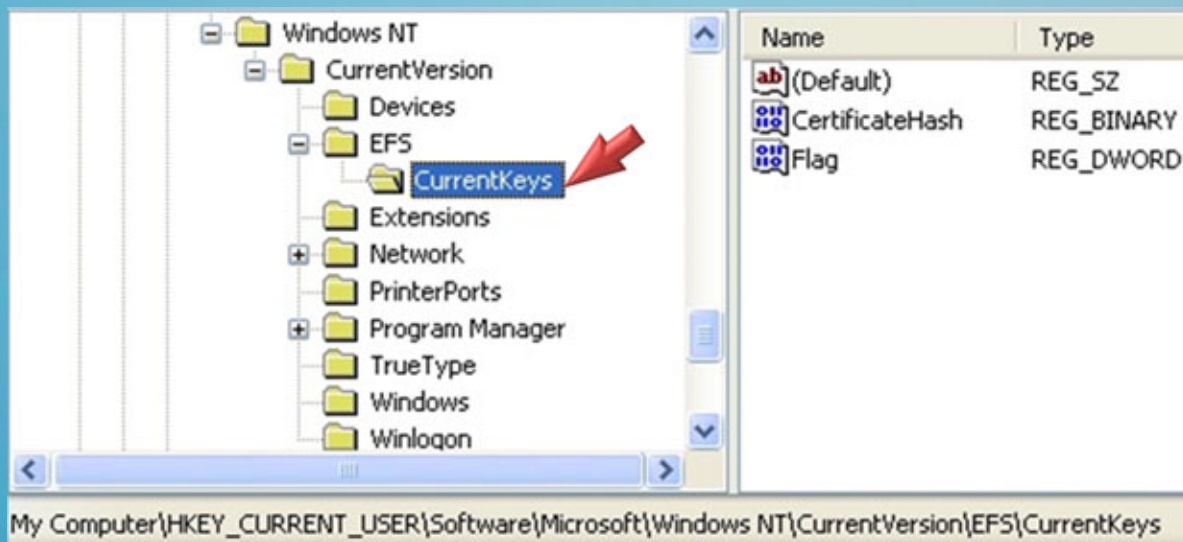 Windows NT
CurrentVersion
Devices
EFS
CurrentKeys
Extensions
Network
PrinterPorts
Program Manager
TrueType
Windows
Winlogon
Name Type
(Default) REG_SZ
CertificateHash REG_BINARY
Flag REG_DWORD
My Computer\HKEY_CURRENT_USER\Software\Microsoft\Windows NT\CurrentVersion\EFS\CurrentKeys